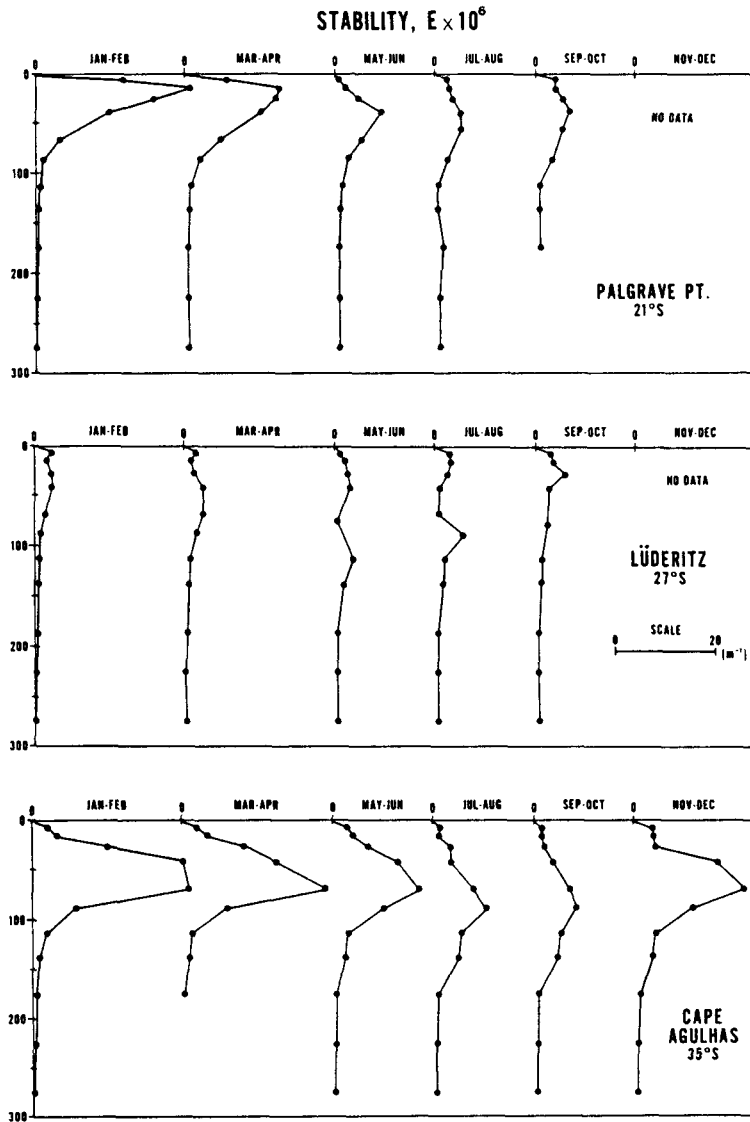 STABILITY, E × 10⁶
JAN-FEB MAR-APR MAY-JUN JUL-AUG SEP-OCT NOV-DEC
0 0 0 0 0 0 0
NO DATA
100
200
PALGRAVE PT.
21°S
300
JAN-FEB MAR-APR MAY-JUN JUL-AUG SEP-OCT NOV-DEC
0 0 0 0 0 0 0
NO DATA
100
LÜDERITZ
27°S
SCALE
0 20
200
(m⁻¹)
300
JAN-FEB MAR-APR MAY-JUN JUL-AUG SEP-OCT NOV-DEC
0 0 0 0 0 0 0
100
200
CAPE
AGULHAS
35°S
300